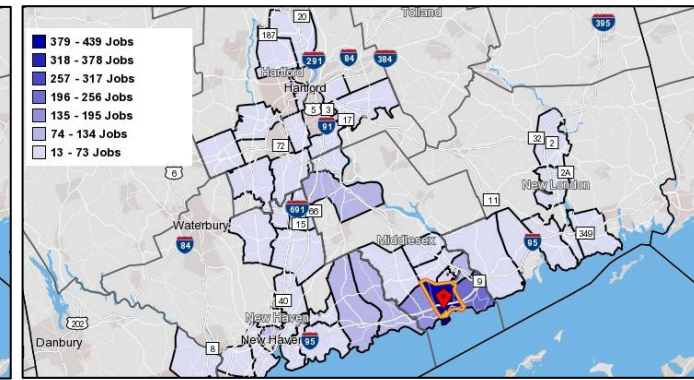 Tolland
20
395
187
379 - 439 Jobs
318 - 378 Jobs
257 - 317 Jobs
196 - 256 Jobs
135 - 195 Jobs
74 - 134 Jobs
13 - 73 Jobs
291
84
384
Hartford
Hartford
5
3
17
91
72
32
2
6
2A
New London
691
66
15
11
Waterbury
Middlesex
84
95
349
9
40
New Haven
202
New Haven
95
8
Danbury